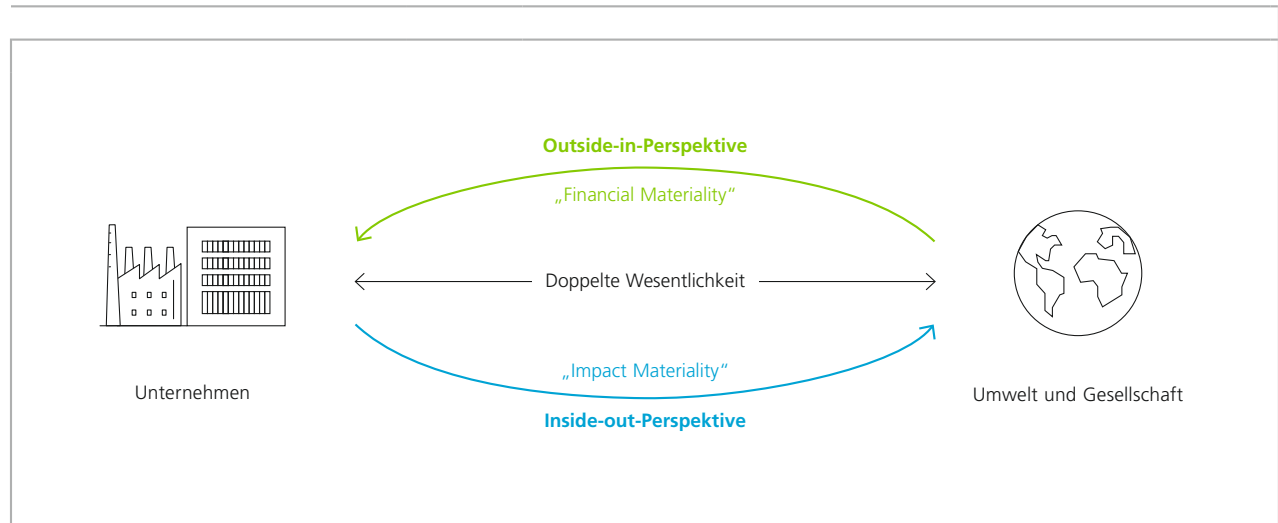 Outside-in-Perspektive
„Financial Materiality“
Doppelte Wesentlichkeit
„Impact Materiality“
Inside-out-Perspektive
Unternehmen
Umwelt und Gesellschaft